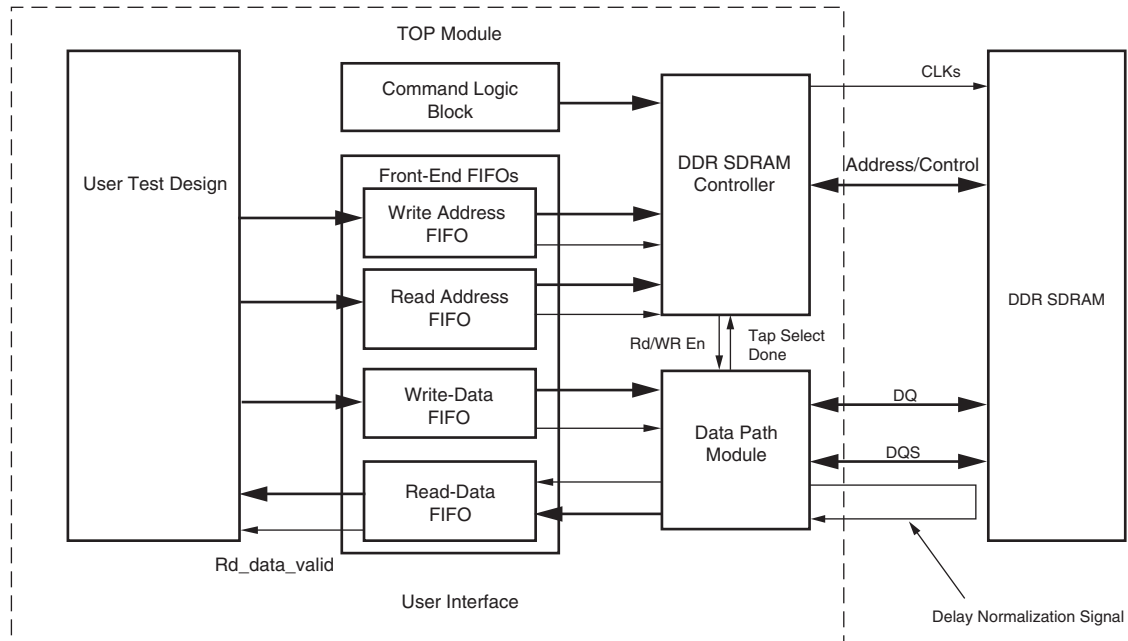 TOP Module
CLKs
Command Logic
Block
DDR SDRAM
Controller
Address/Control
User Test Design
Front-End FIFOs
Write Address
FIFO
Read Address
FIFO
DDR SDRAM
Rd/WR En
Tap Select
Done
Write-Data
FIFO
DQ
Data Path
Module
DQS
Read-Data
FIFO
Rd_data_valid
User Interface
Delay Normalization Signal